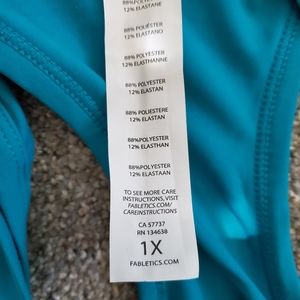 88% POLYESTER
12% ELASTANE
88% POLIÉSTER
12% ELASTANO
88% POLYESTER
12% ELASTHANNE
88% POLYESTER
12% ELASTAN
88% POLIESTERE
12% ELASTAN
88%POLYESTER
12% ELASTHAN
88%POLYESTER
12% ELASTAAN
TO SEE MORE CARE
INSTRUCTIONS, VISIT
FABLETICS.COM/
CAREINSTRUCTIONS
CA 57737
RN 134638
1X
FABLETICS.COM